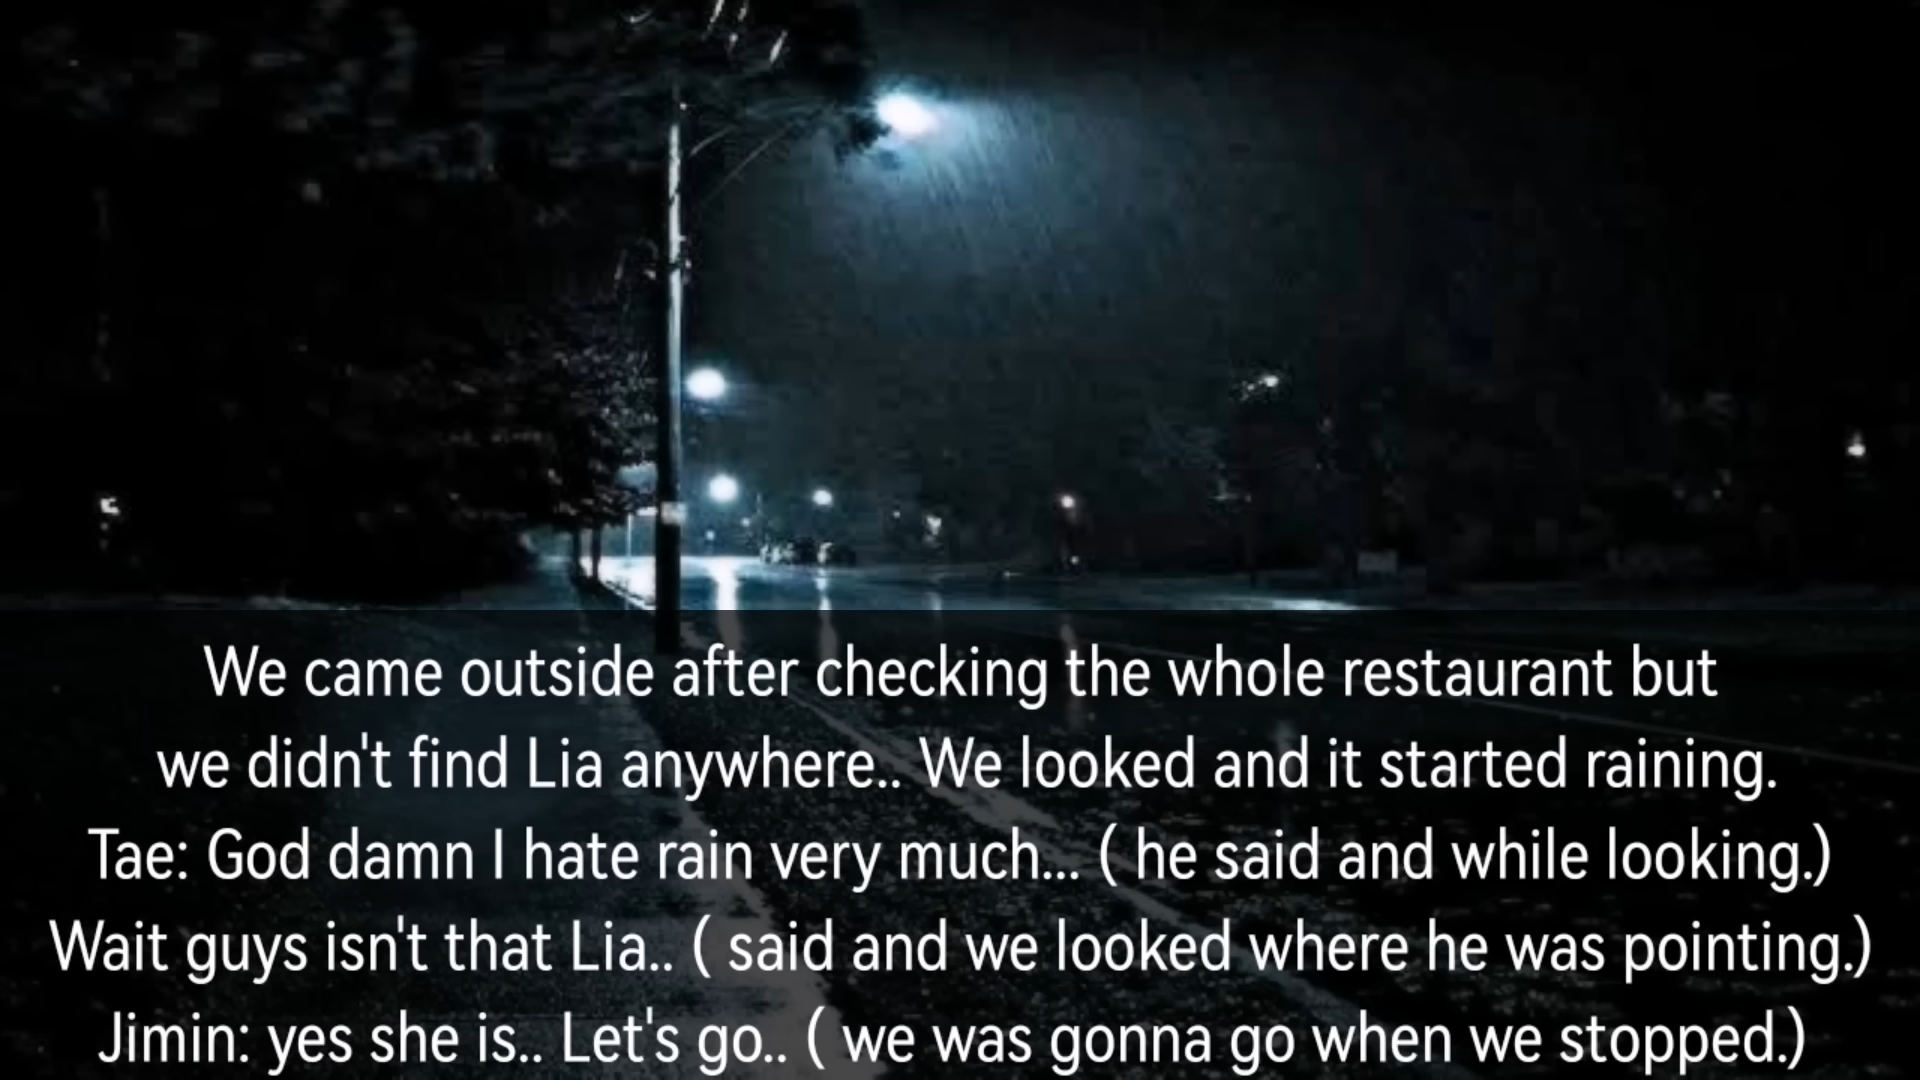 We came outside after checking the whole restaurant but
we didn't find Lia anywhere.. We looked and it started raining.
Tae: God damn I hate rain very much... ( he said and while looking.)
Wait guys isn't that Lia.. ( said and we looked where he was pointing.)
Jimin: yes she is.. Let's go.. ( we was gonna go when we stopped.)